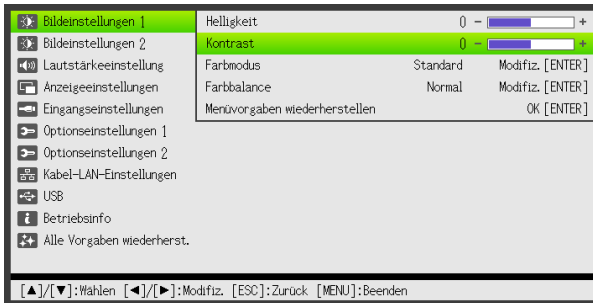 Bildeinstellungen 1
Bildeinstellungen 2
Lautstärkeeinstellung
Anzeigeeinstellungen
Eingangseinstellungen
Optionseinstellungen 1
Optionseinstellungen 2
Kabel-LAN-Einstellungen
USB
Betriebsinfo
Alle Vorgaben wiederherst.
Helligkeit 0 - +
Kontrast 0 - +
Farbmodus Standard Modifiz. [ENTER]
Farbbalance Normal Modifiz. [ENTER]
Menüvorgaben wiederherstellen OK [ENTER]
[▲]/[▼]:Wählen [◄]/[►]:Modifiz. [ESC]:Zurück [MENU]:Beenden